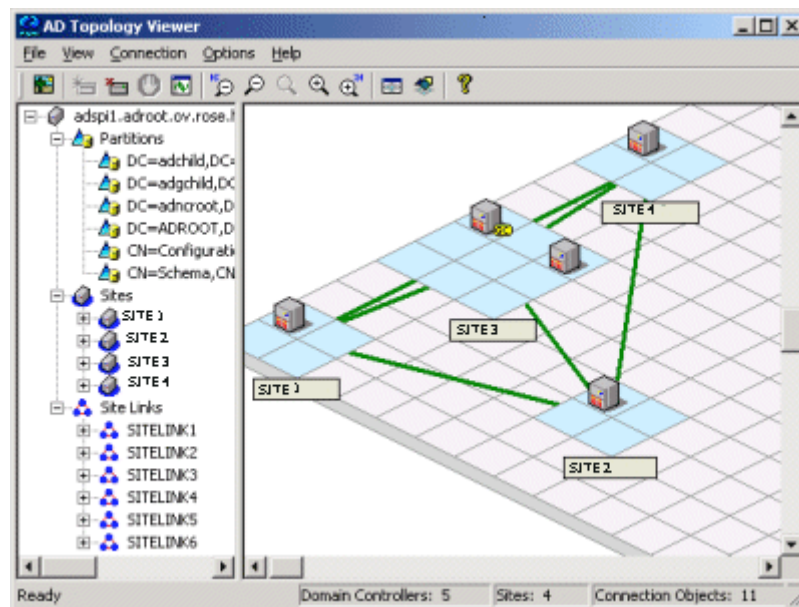 AD Topology Viewer
File View Connection Options Help
adspi1.adroot.ov.rose.
Partitions
DC=adchild,DC=
DC=adgchild,DC
DC=adncroot,D
DC=ADROOT,D
CN=Configurati
CN=Schema,CN
Sites
SITE 1
SITE 2
SITE 3
SITE 4
Site Links
SITELINK1
SITELINK2
SITELINK3
SITELINK4
SITELINK5
SITELINK6
SITE 4
SITE 3
SITE 1
SITE 2
Ready
Domain Controllers: 5
Sites: 4
Connection Objects: 11